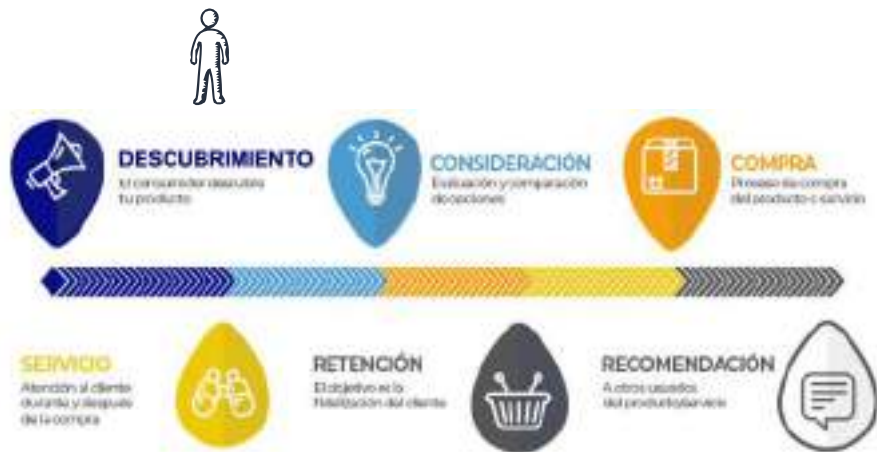 DESCUBRIMIENTO
El consumidor descubre
tu producto
CONSIDERACIÓN
Evaluación y comparación
de opciones
COMPRA
Proceso de compra
del producto o servicio
SERVICIO
Atención al cliente
durante y después
de la compra
RETENCIÓN
El objetivo es la
fidelización del cliente
RECOMENDACIÓN
A otros usuarios
del producto/servicio